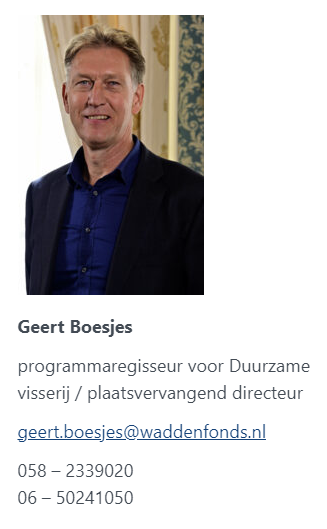 Geert Boesjes
programmaregisseur voor Duurzame
visserij / plaatsvervangend directeur
geert.boesjes@waddenfonds.nl
058 – 2339020
06 – 50241050